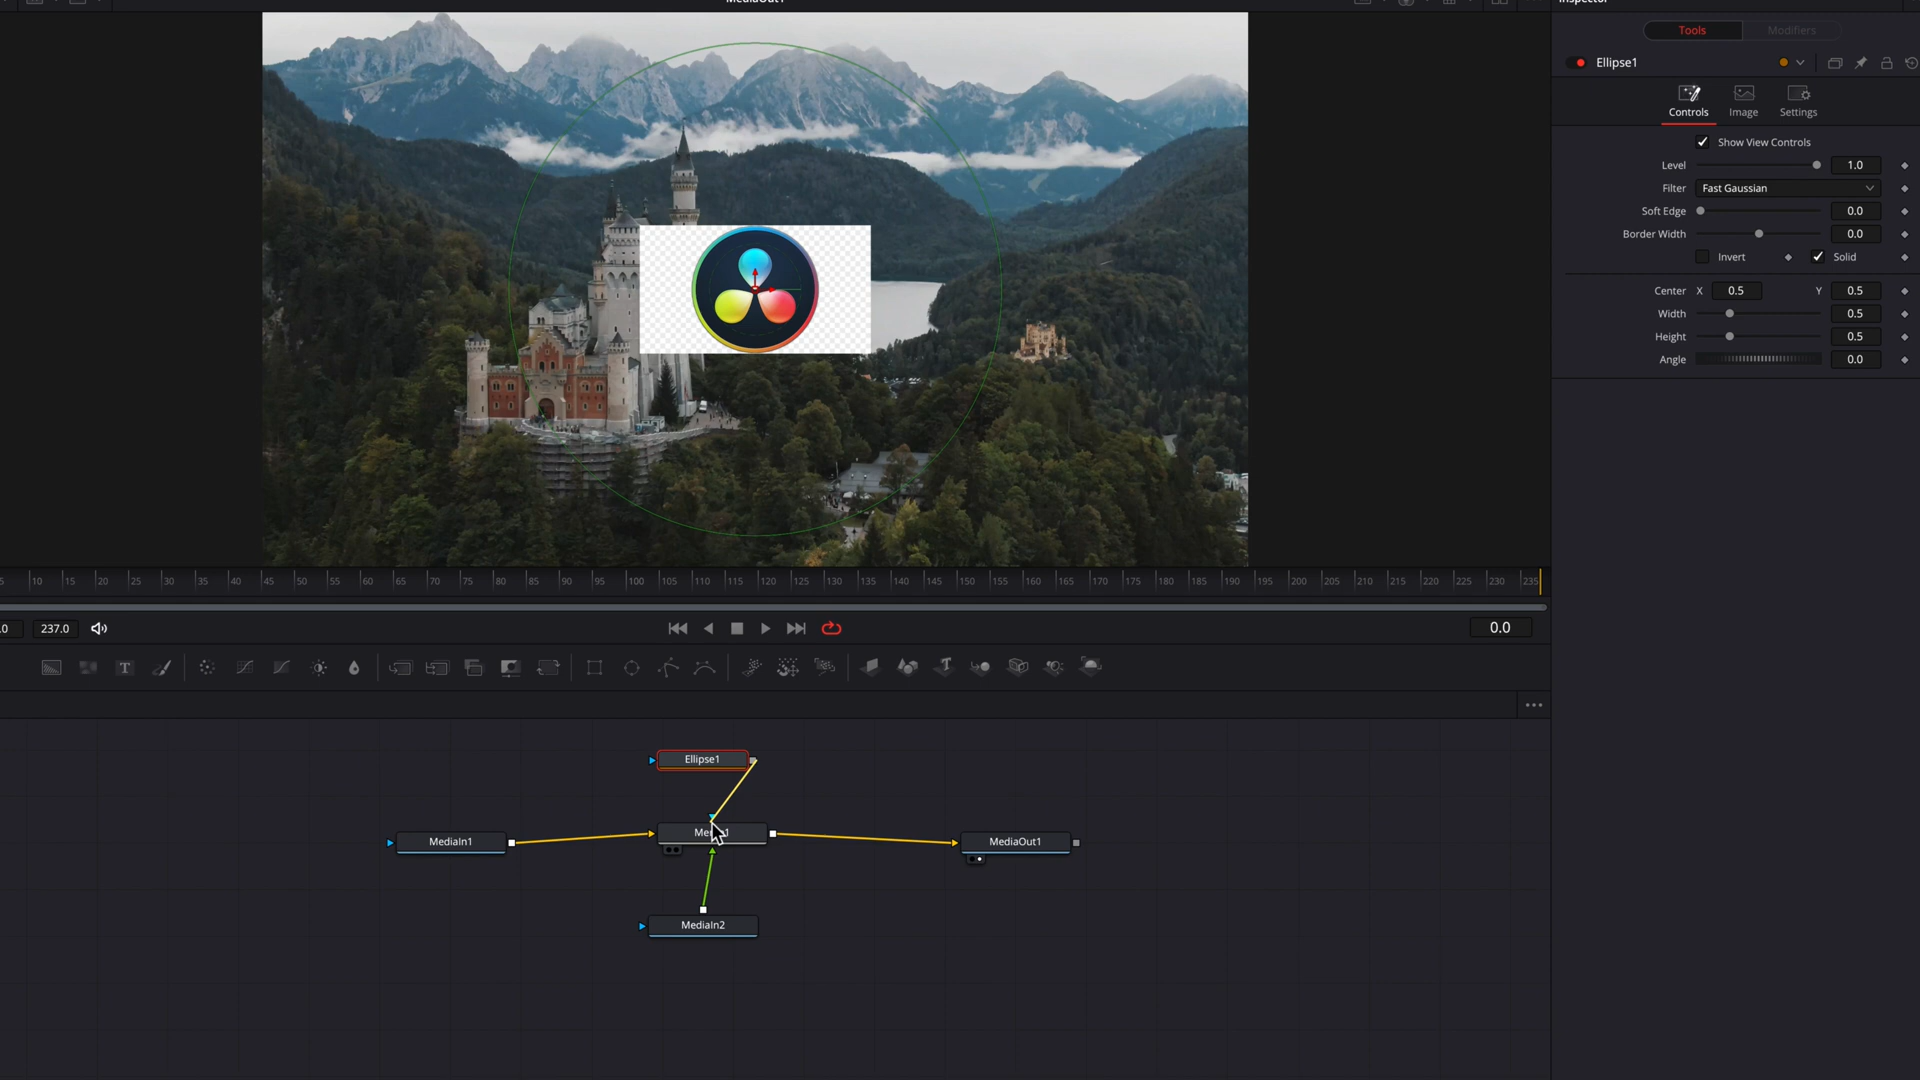 MediaOut1
Inspector
Tools
Modifiers
Ellipse1
Controls
Image
Settings
Show View Controls
Level
1.0
Filter
Fast Gaussian
Soft Edge
0.0
Border Width
0.0
Invert
Solid
Center
X
0.5
Y
0.5
Width
0.5
Height
0.5
Angle
0.0
10
15
20
25
30
35
40
45
50
55
60
65
70
75
80
85
90
95
100
105
110
115
120
125
130
135
140
145
150
155
160
165
170
175
180
185
190
195
200
205
210
215
220
225
230
235
237.0
0.0
T
Ellipse1
MediaIn1
MediaOut1
MediaIn2